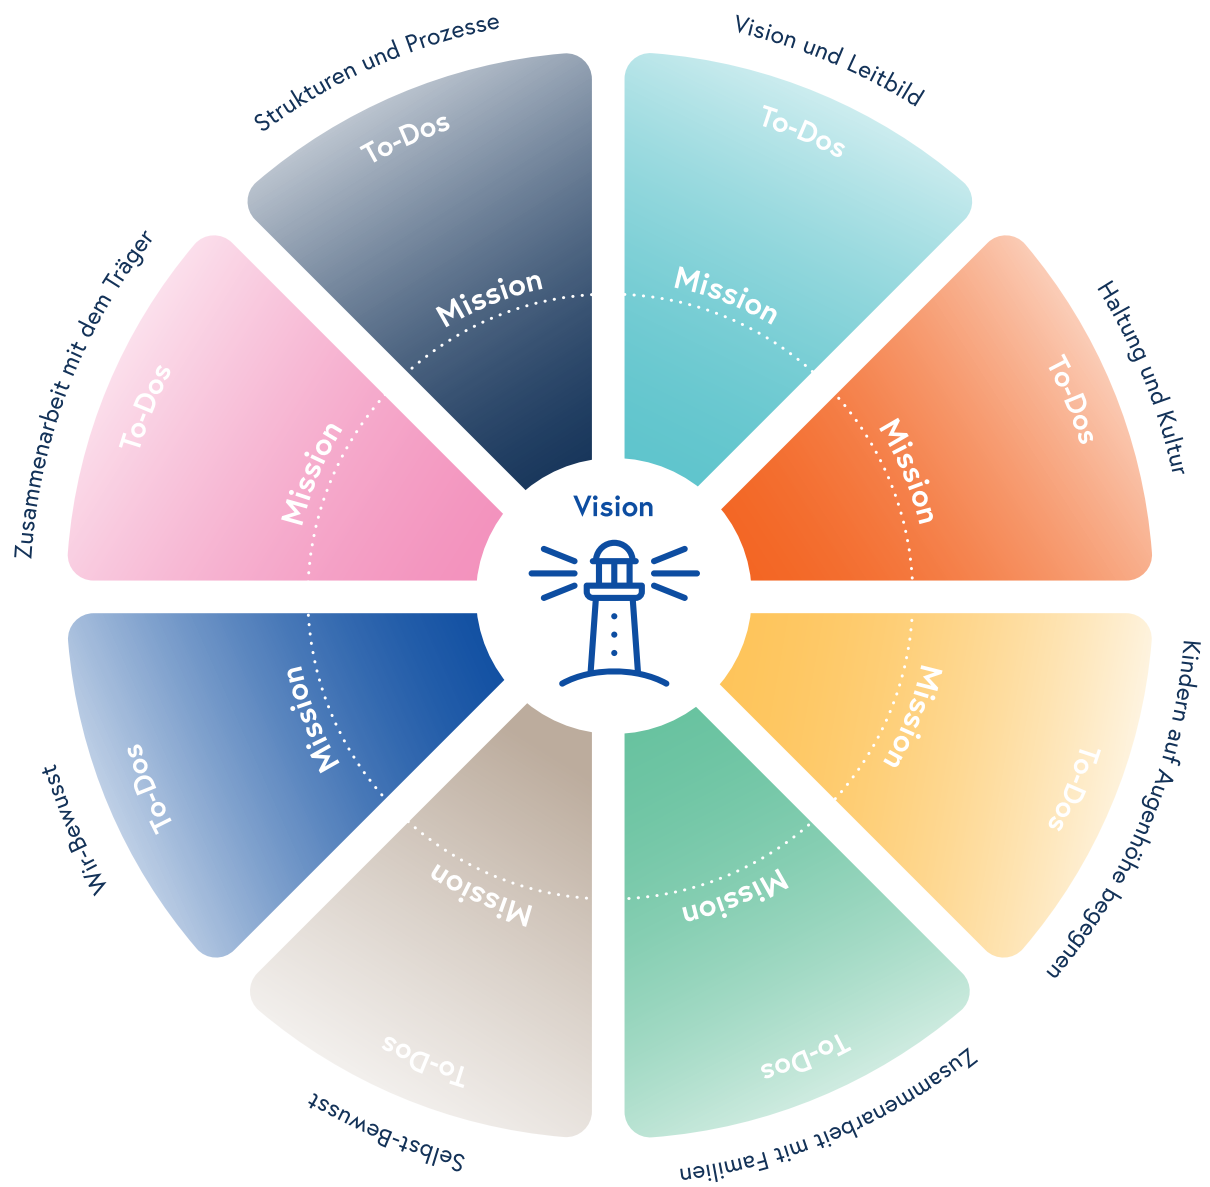 Vision und Leitbild
To-Dos
Mission
Haltung und Kultur
To-Dos
Mission
Kindern auf Augenhöhe begegnen
To-Dos
Mission
Zusammenarbeit mit Familien
To-Dos
Mission
Selbst-Bewusst
To-Dos
Mission
Wir-Bewusst
To-Dos
Mission
Zusammenarbeit mit dem Träger
To-Dos
Mission
Strukturen und Prozesse
To-Dos
Mission
Vision